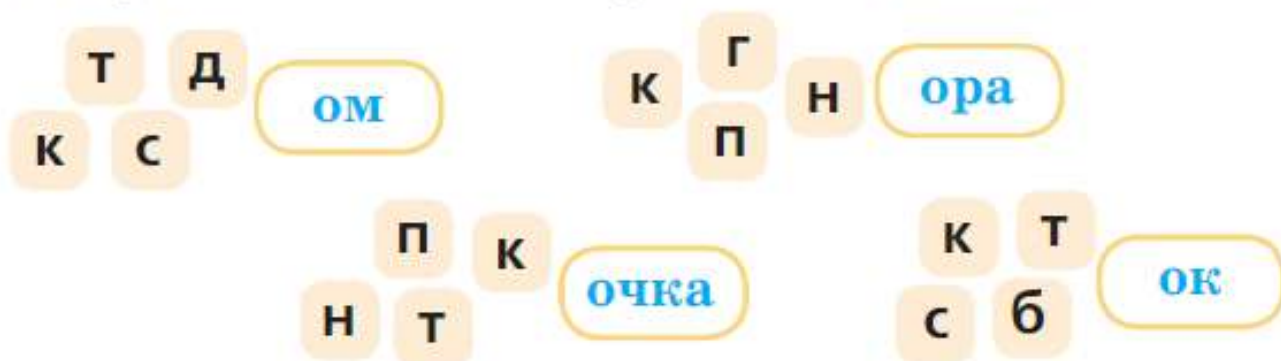 т д
к с
ом
к г н
п
ора
п к
н т
очка
к т
с б
ок